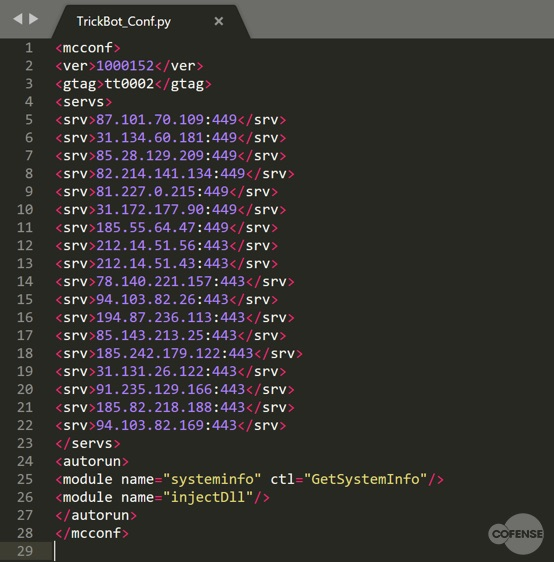 TrickBot_Conf.py
1 <mcconf>
2 <ver>1000152</ver>
3 <gtag>tt0002</gtag>
4 <servs>
5 <srv>87.101.70.109:449</srv>
6 <srv>31.134.60.181:449</srv>
7 <srv>85.28.129.209:449</srv>
8 <srv>82.214.141.134:449</srv>
9 <srv>81.227.0.215:449</srv>
10 <srv>31.172.177.90:449</srv>
11 <srv>185.55.64.47:449</srv>
12 <srv>212.14.51.56:443</srv>
13 <srv>212.14.51.43:443</srv>
14 <srv>78.140.221.157:443</srv>
15 <srv>94.103.82.26:443</srv>
16 <srv>194.87.236.113:443</srv>
17 <srv>85.143.213.25:443</srv>
18 <srv>185.242.179.122:443</srv>
19 <srv>31.131.26.122:443</srv>
20 <srv>91.235.129.166:443</srv>
21 <srv>185.82.218.188:443</srv>
22 <srv>94.103.82.169:443</srv>
23 </servs>
24 <autorun>
25 <module name="systeminfo" ctl="GetSystemInfo"/>
26 <module name="injectDll"/>
27 </autorun>
28 </mcconf>
29
COFENSE